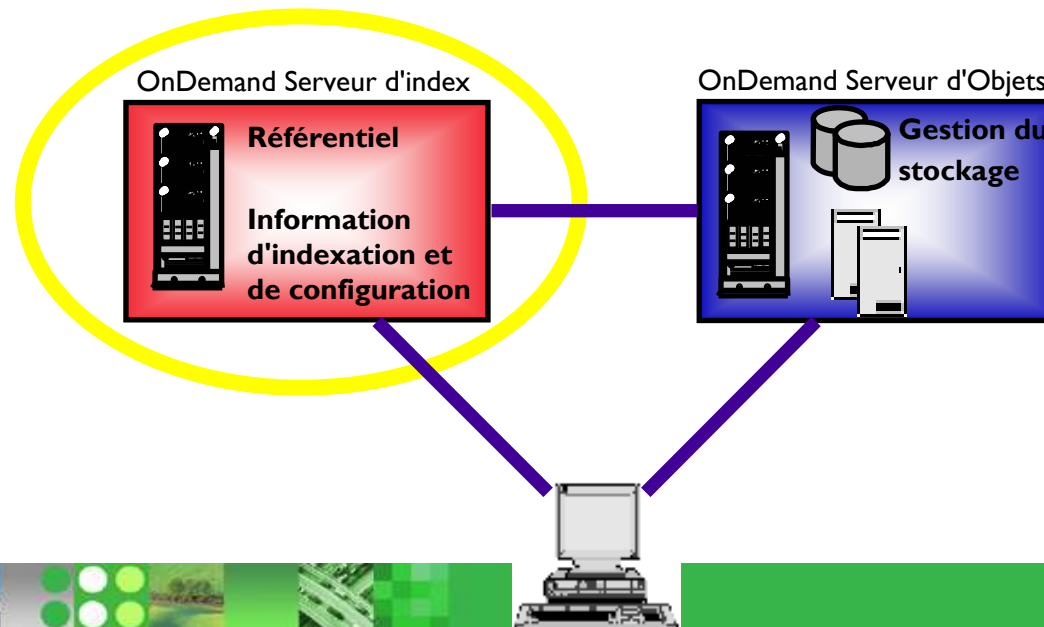 OnDemand Serveur d'index
Référentiel
Information
d'indexation et
de configuration
OnDemand Serveur d'Objets
Gestion du
stockage